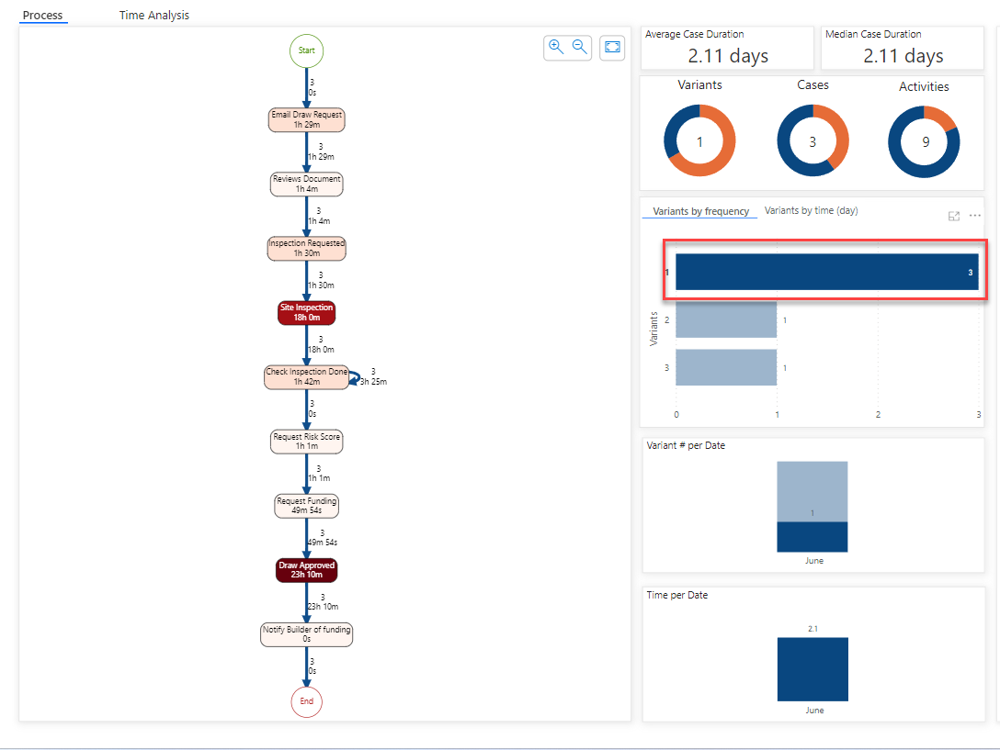 Process
Time Analysis
Start
3
0s
Email Draw Request
1h 29m
3
1h 29m
Reviews Document
1h 4m
3
1h 4m
Inspection Requested
1h 30m
3
1h 30m
Site Inspection
18h 0m
3
18h 0m
Check Inspection Done
1h 42m
3
3h 25m
3
0s
Request Risk Score
1h 1m
3
1h 1m
Request Funding
49m 54s
3
49m 54s
Draw Approved
23h 10m
3
23h 10m
Notify Builder of funding
0s
3
0s
End
Average Case Duration
2.11 days
Median Case Duration
2.11 days
Variants
1
Cases
3
Activities
9
Variants by frequency
Variants by time (day)
Variants
1
3
2
1
3
1
0
1
2
3
Variant # per Date
1
June
Time per Date
2.1
June